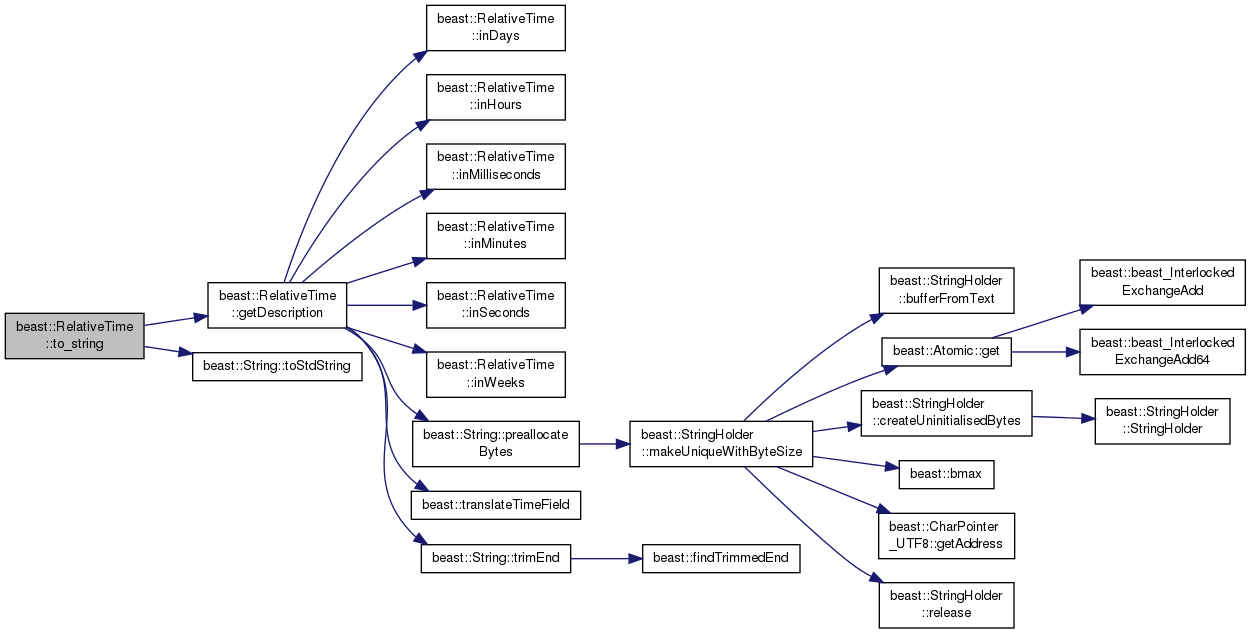 beast::RelativeTime
::to_string
beast::RelativeTime
::getDescription
beast::String::toStdString
beast::RelativeTime
::inDays
beast::RelativeTime
::inHours
beast::RelativeTime
::inMilliseconds
beast::RelativeTime
::inMinutes
beast::RelativeTime
::inSeconds
beast::RelativeTime
::inWeeks
beast::String::preallocate
Bytes
beast::translateTimeField
beast::String::trimEnd
beast::StringHolder
::makeUniqueWithByteSize
beast::findTrimmedEnd
beast::StringHolder
::bufferFromText
beast::Atomic::get
beast::StringHolder
::createUninitialisedBytes
beast::bmax
beast::CharPointer
_UTF8::getAddress
beast::StringHolder
::release
beast::beast_Interlocked
ExchangeAdd
beast::beast_Interlocked
ExchangeAdd64
beast::StringHolder
::StringHolder